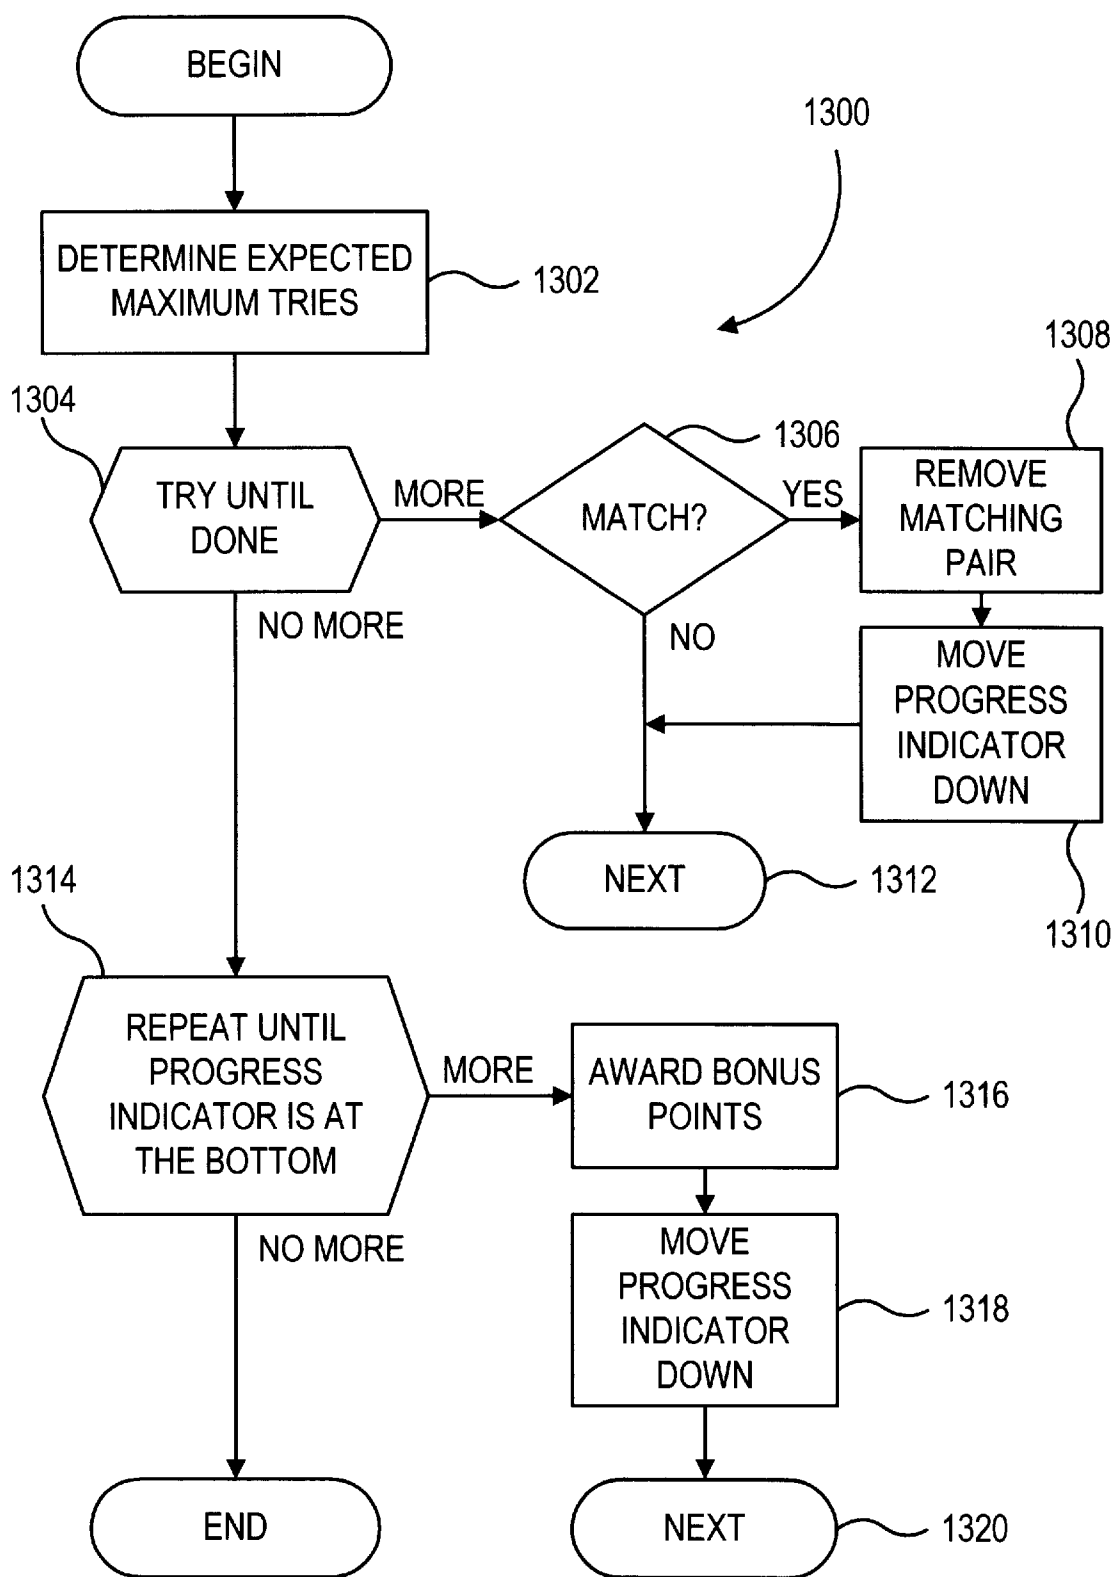 BEGIN
1300
DETERMINE EXPECTED
MAXIMUM TRIES
1302
1304
TRY UNTIL
DONE
MORE
NO MORE
MATCH?
1306
YES
NO
1308
REMOVE
MATCHING
PAIR
MOVE
PROGRESS
INDICATOR
DOWN
1310
NEXT
1312
1314
REPEAT UNTIL
PROGRESS
INDICATOR IS AT
THE BOTTOM
MORE
NO MORE
AWARD BONUS
POINTS
1316
MOVE
PROGRESS
INDICATOR
DOWN
1318
END
NEXT
1320